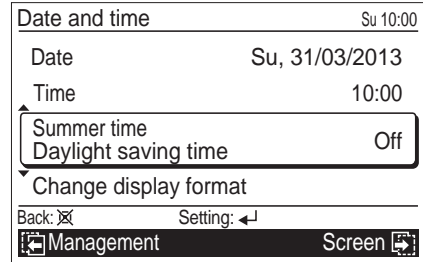 Date and time Su 10:00
Date Su, 31/03/2013
Time 10:00
Summer time
Daylight saving time Off
Change display format
Back: Setting:
Management Screen